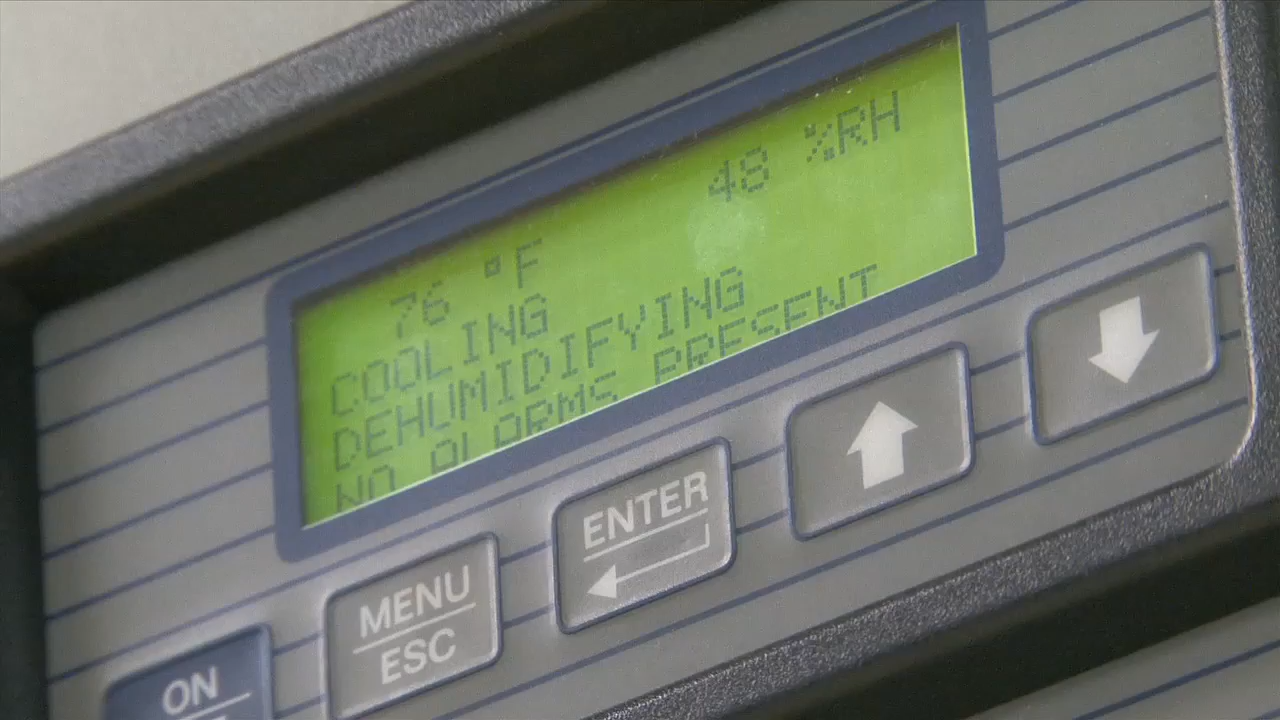 76 °F 48 %RH
COOLING
DEHUMIDIFYING
NO ALARMS PRESENT
ON
MENU
ESC
ENTER